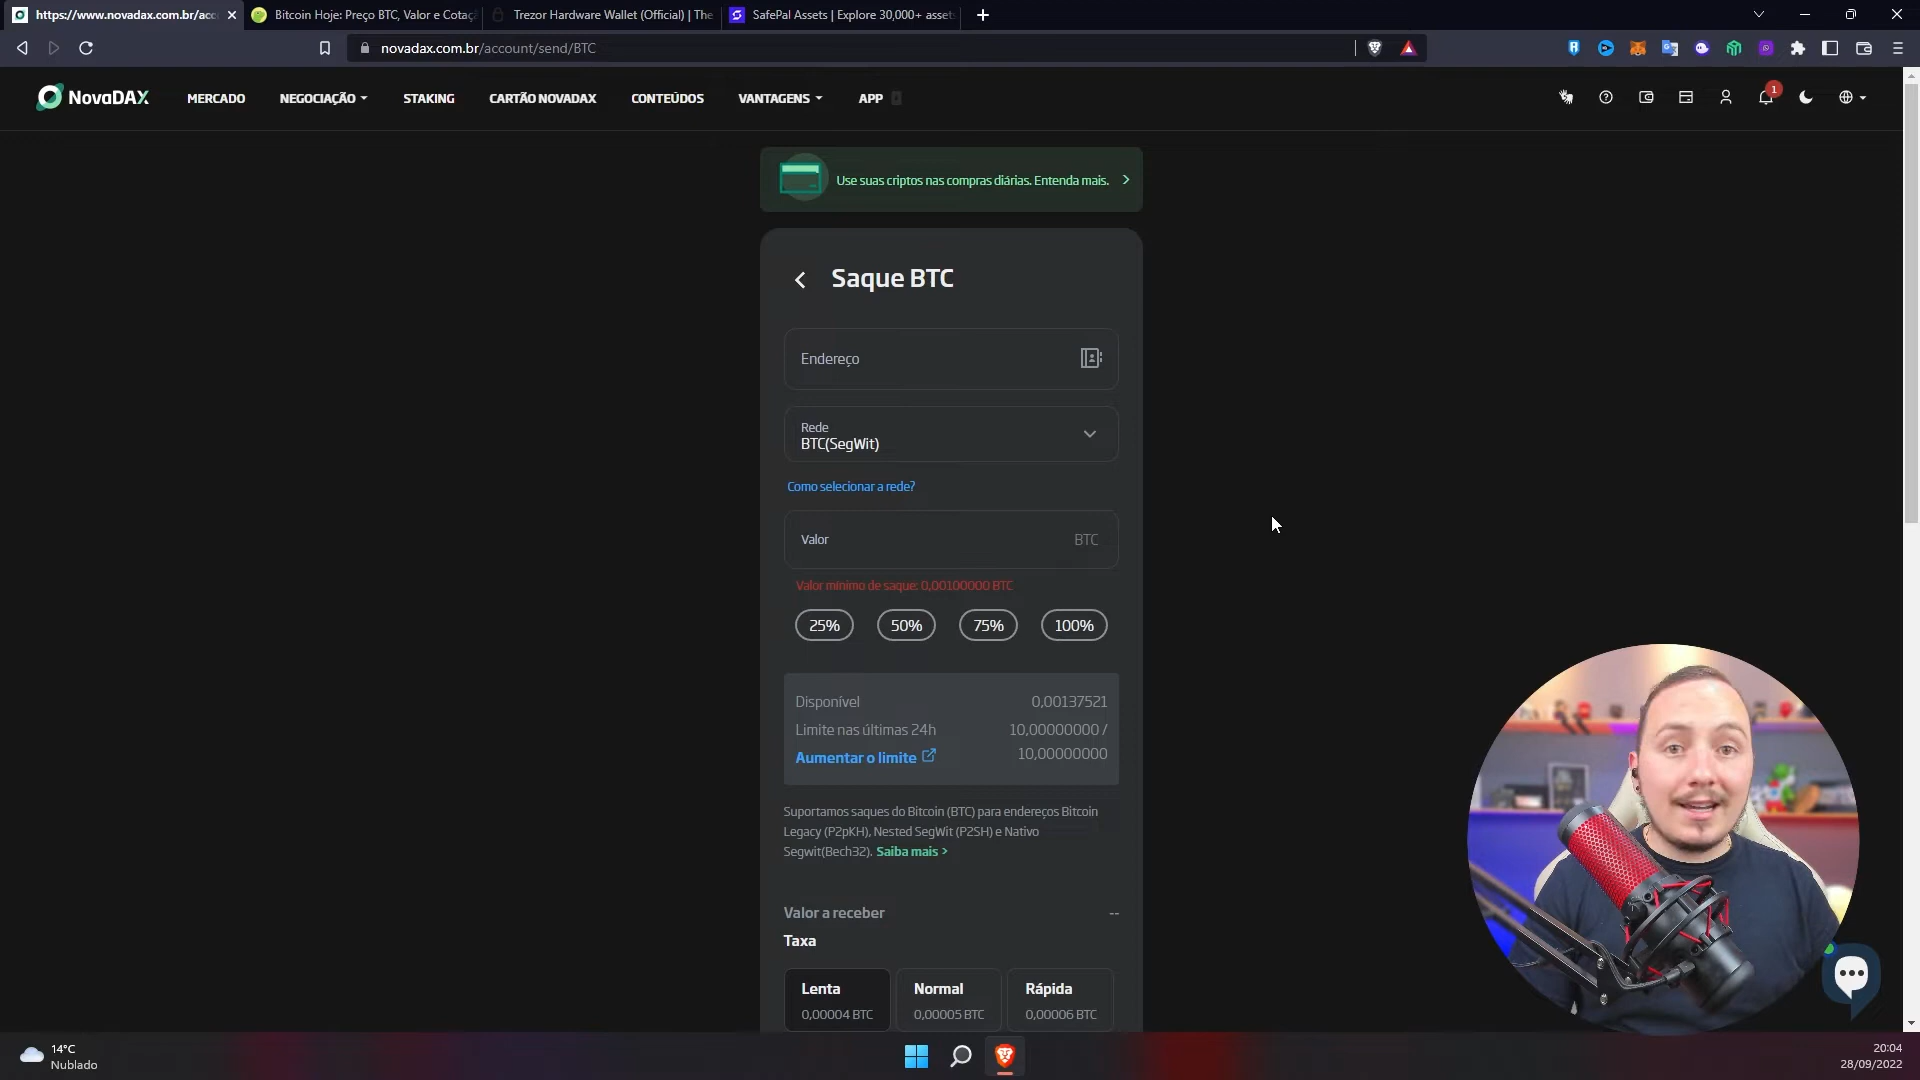 https://www.novadax.com.br/acc
Bitcoin Hoje: Preço BTC, Valor e Cotaç
Trezor Hardware Wallet (Official) | The
SafePal Assets | Explore 30,000+ asset
novadax.com.br/account/send/BTC
NovaDAX
MERCADO
NEGOCIAÇÃO
STAKING
CARTÃO NOVADAX
CONTEÚDOS
VANTAGENS
APP
1
Use suas criptos nas compras diárias. Entenda mais.
Saque BTC
Endereço
Rede
BTC(SegWit)
Como selecionar a rede?
Valor BTC
Valor mínimo de saque: 0,00100000 BTC
25% 50% 75% 100%
Disponível 0,00137521
Limite nas últimas 24h 10,00000000 /
Aumentar o limite 10,00000000
Suportamos saques do Bitcoin (BTC) para endereços Bitcoin
Legacy (P2pKH), Nested SegWit (P2SH) e Nativo
Segwit(Bech32). Saiba mais >
Valor a receber --
Taxa
Lenta Normal Rápida
0,00004 BTC 0,00005 BTC 0,00006 BTC
14°C
Nublado
20:04
28/09/2022